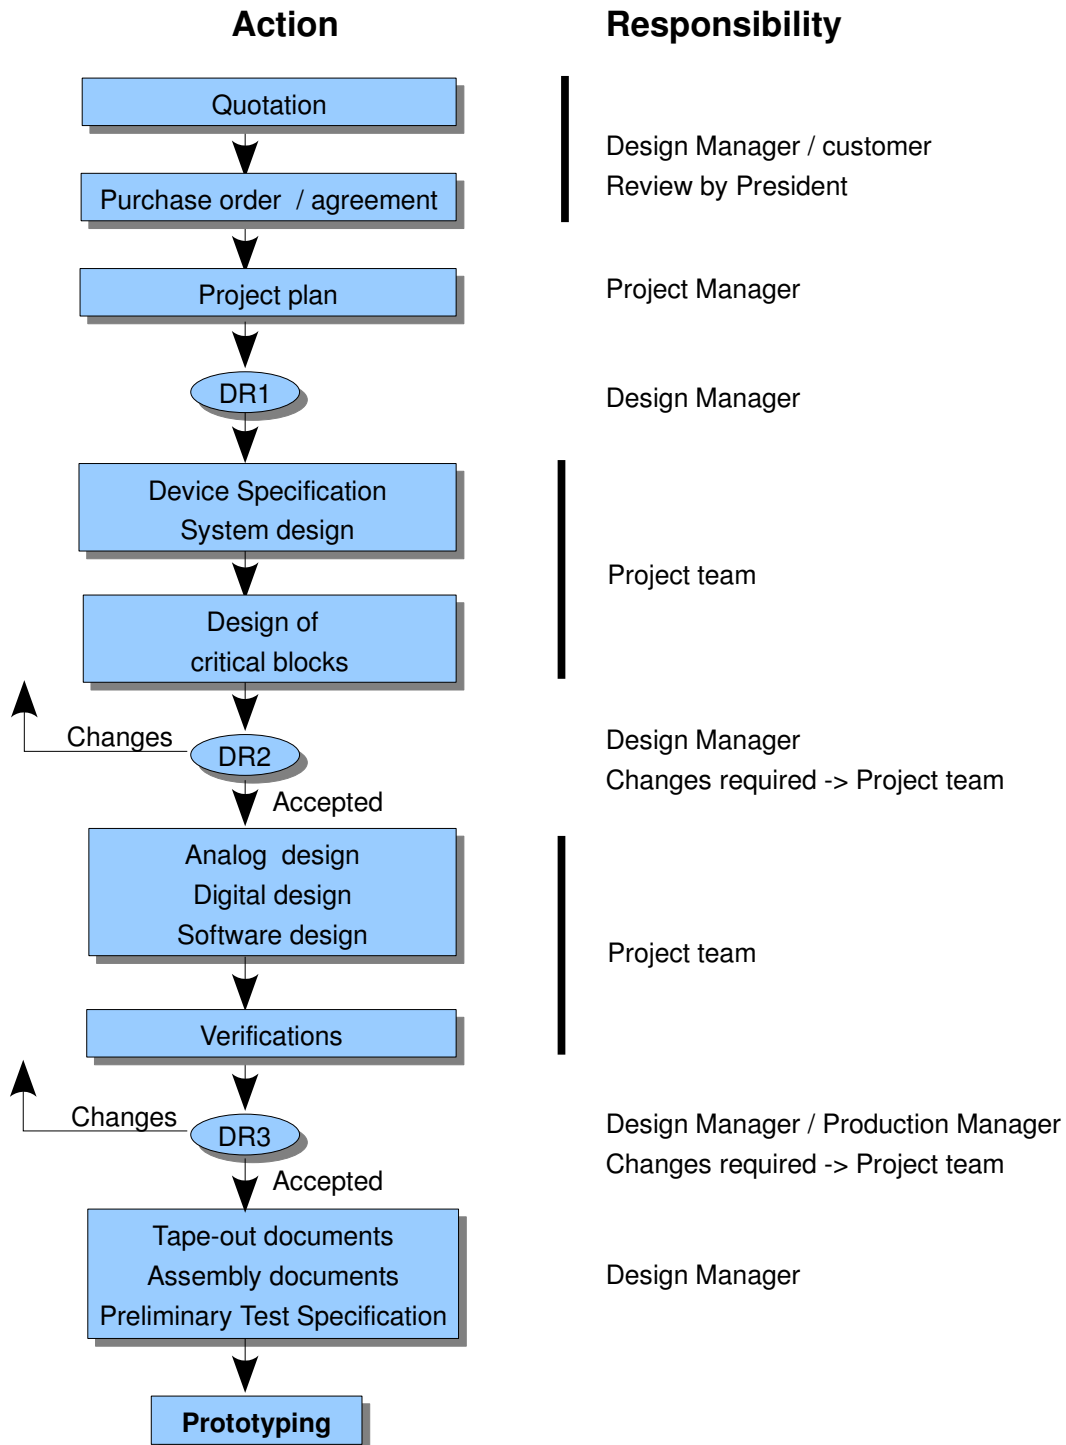 Action
Responsibility
Quotation
Design Manager / customer
Review by President
Purchase order / agreement
Project plan
Project Manager
DR1
Design Manager
Device Specification
System design
Project team
Design of
critical blocks
Changes
DR2
Design Manager
Changes required -> Project team
Accepted
Analog design
Digital design
Software design
Project team
Verifications
Changes
DR3
Design Manager / Production Manager
Changes required -> Project team
Accepted
Tape-out documents
Assembly documents
Preliminary Test Specification
Design Manager
Prototyping